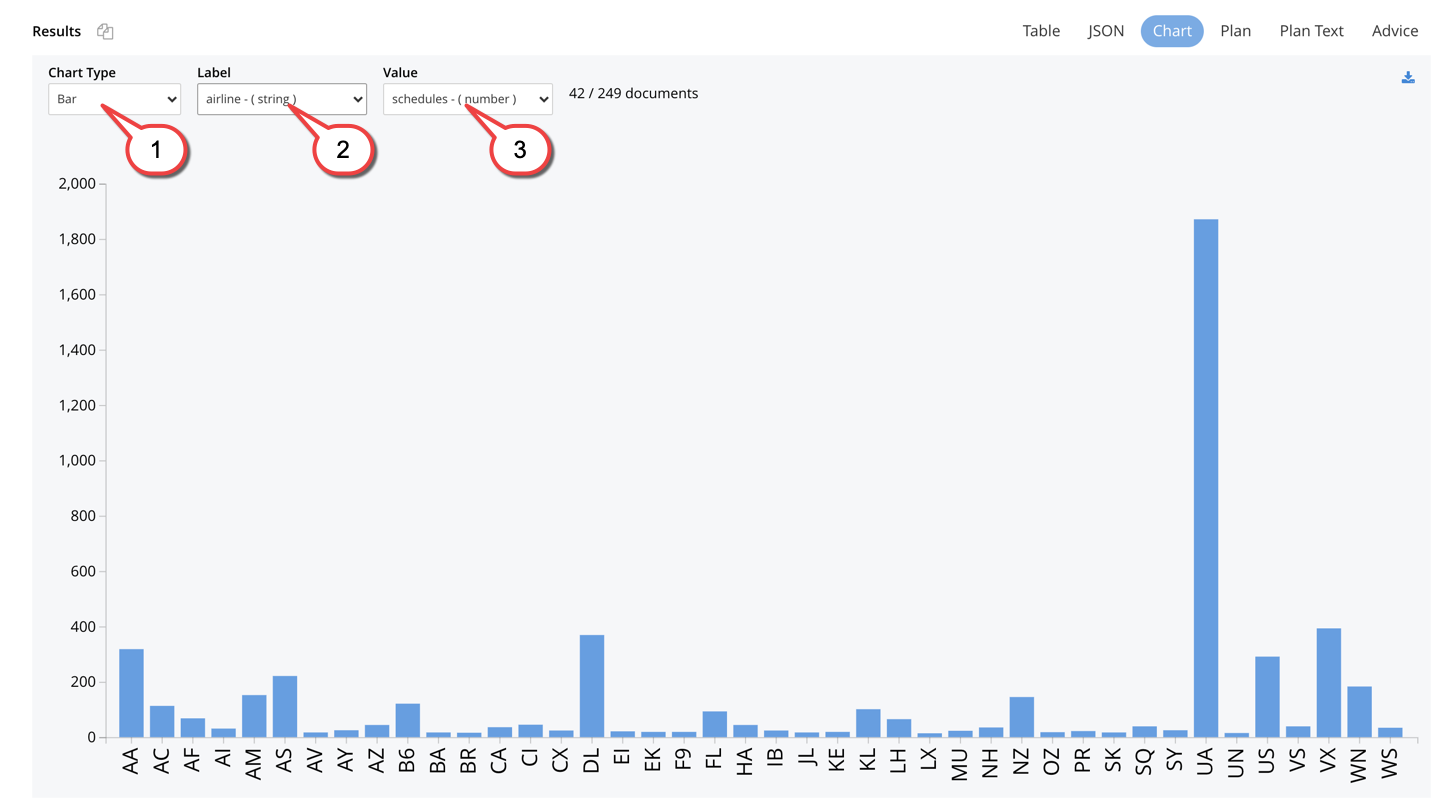 Results Table JSON Chart Plan Plan Text Advice
Chart Type Label Value
Bar airline - ( string ) schedules - ( number ) 42 / 249 documents
1 2 3
2,000
1,800
1,600
1,400
1,200
1,000
800
600
400
200
0
AA AC AF AI AM AS AV AY AZ B6 BA BR CA CI CX DL EI EK F9 FL HA IB JL KE KL LH LX MU NH NZ OZ PR SK SQ SY UA UN US VS VX WN WS